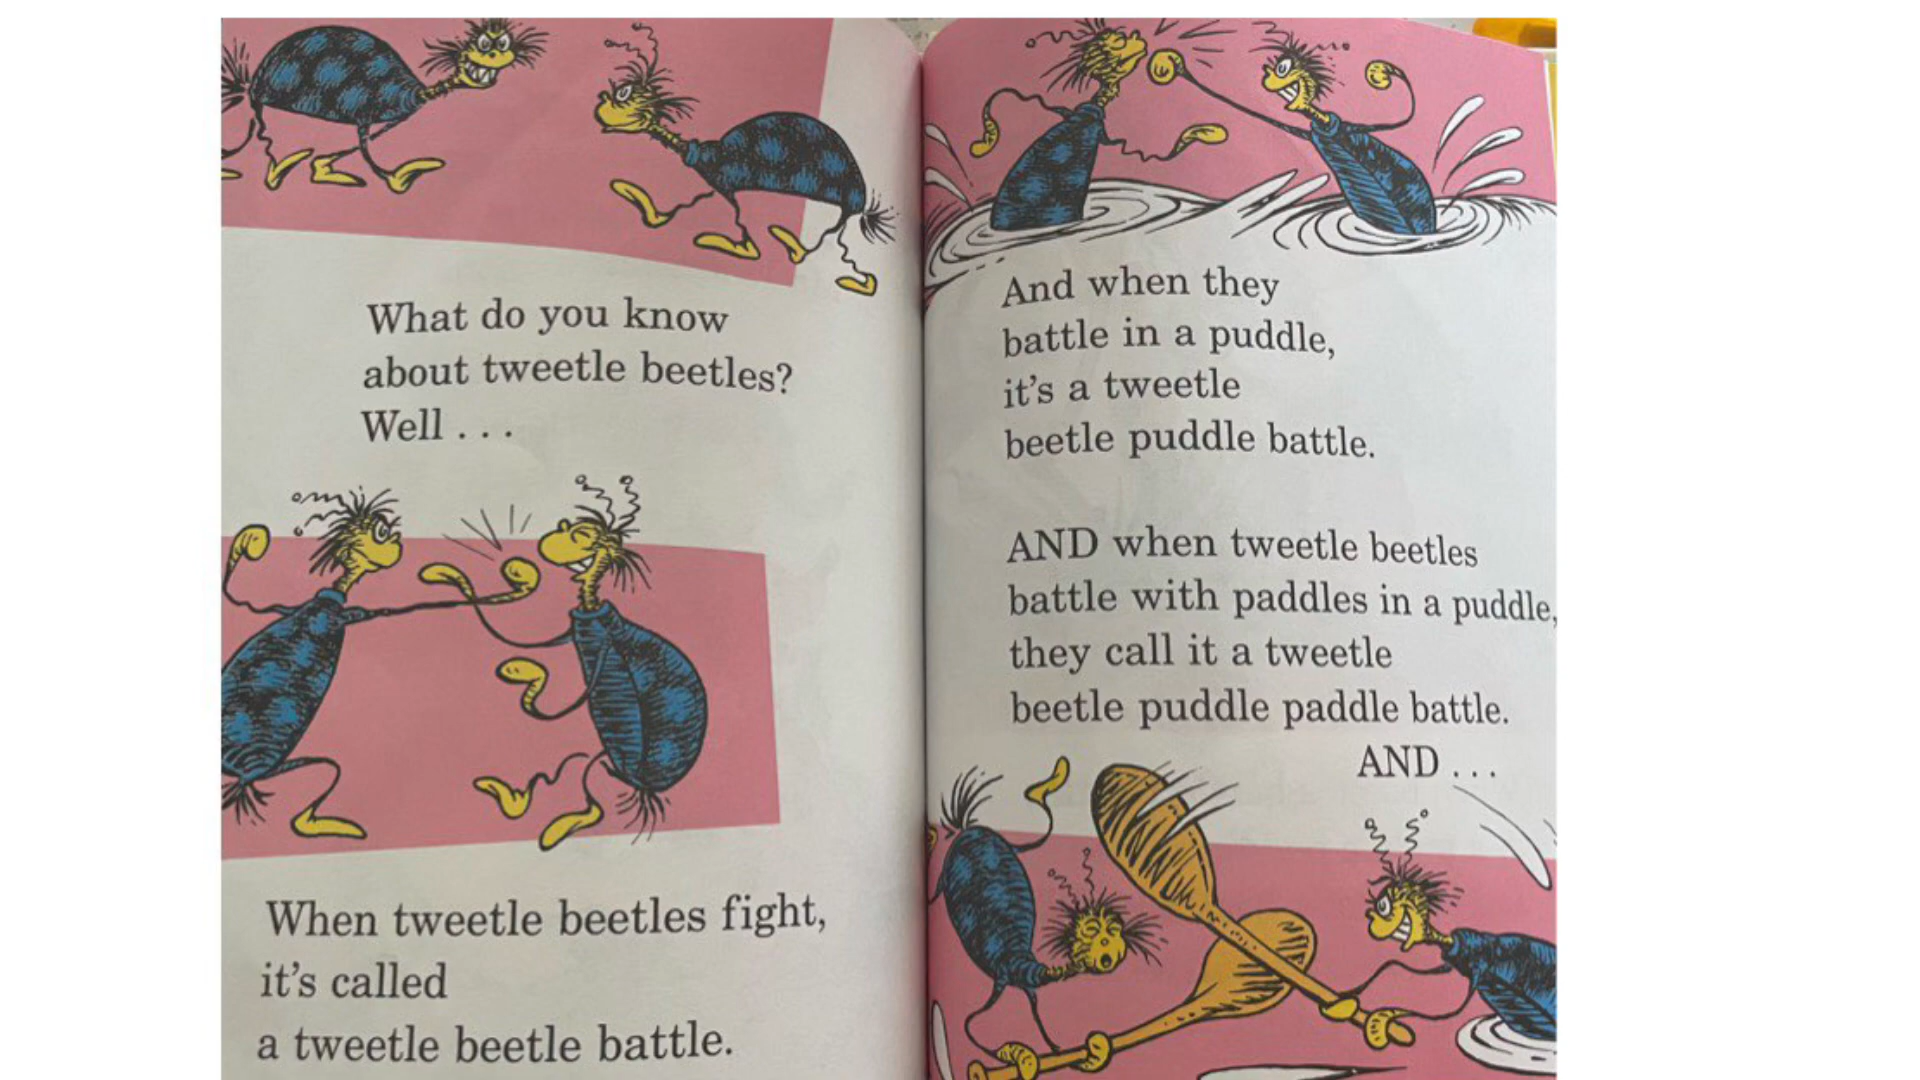 What do you know
about tweetle beetles?
Well . . .
When tweetle beetles fight,
it's called
a tweetle beetle battle.
And when they
battle in a puddle,
it's a tweetle
beetle puddle battle.
AND when tweetle beetles
battle with paddles in a puddle,
they call it a tweetle
beetle puddle paddle battle.
AND . . .